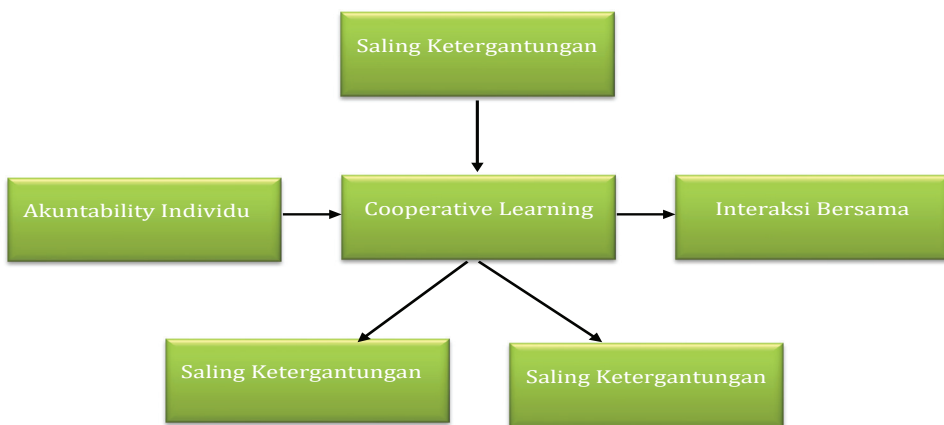 Saling Ketergantungan
Akuntability Individu
Cooperative Learning
Interaksi Bersama
Saling Ketergantungan
Saling Ketergantungan